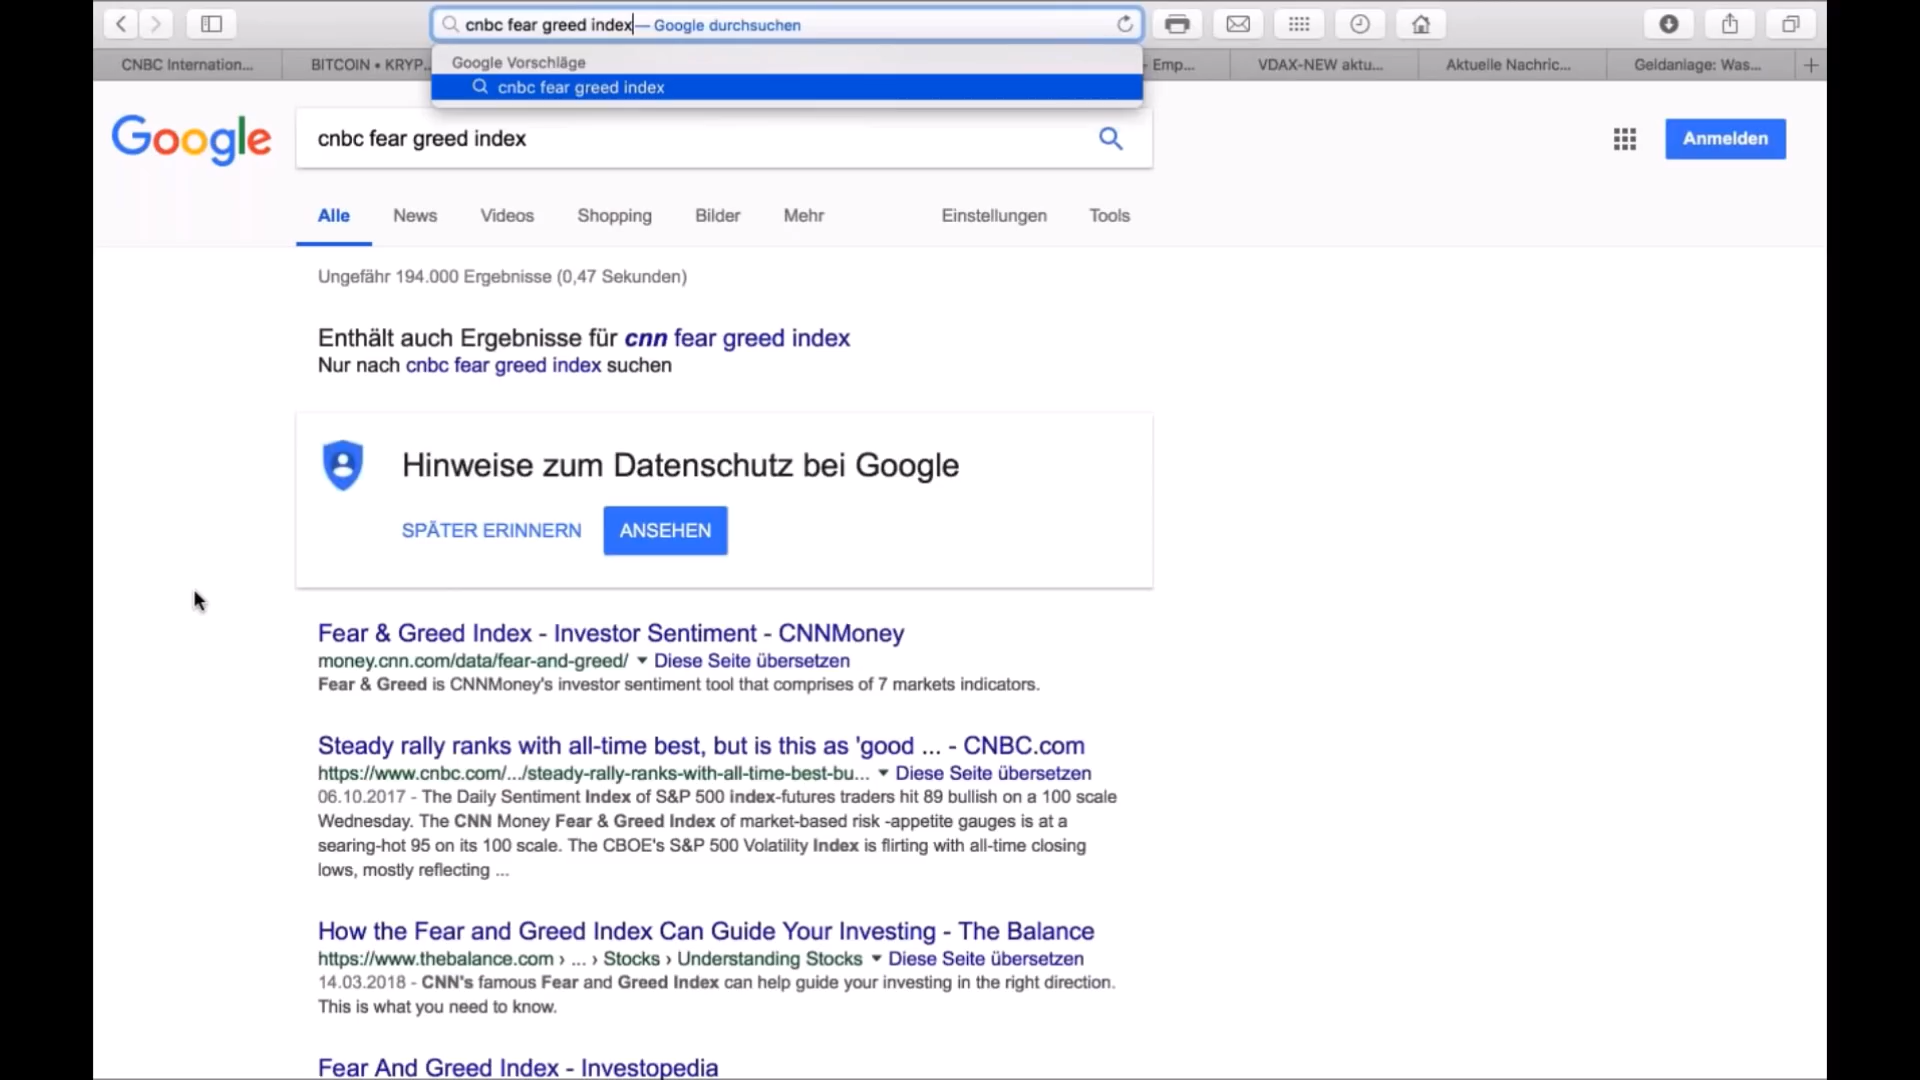 cnbc fear greed index — Google durchsuchen
Google Vorschläge
cnbc fear greed index
CNBC Internation...
BITCOIN • KRYP...
- Emp...
VDAX-NEW aktu...
Aktuelle Nachric...
Geldanlage: Was...
Google
cnbc fear greed index
Anmelden
Alle
News
Videos
Shopping
Bilder
Mehr
Einstellungen
Tools
Ungefähr 194.000 Ergebnisse (0,47 Sekunden)
Enthält auch Ergebnisse für cnn fear greed index
Nur nach cnbc fear greed index suchen
Hinweise zum Datenschutz bei Google
SPÄTER ERINNERN
ANSEHEN
Fear & Greed Index - Investor Sentiment - CNNMoney
money.cnn.com/data/fear-and-greed/ ▾ Diese Seite übersetzen
Fear & Greed is CNNMoney's investor sentiment tool that comprises of 7 markets indicators.
Steady rally ranks with all-time best, but is this as 'good ... - CNBC.com
https://www.cnbc.com/.../steady-rally-ranks-with-all-time-best-bu... ▾ Diese Seite übersetzen
06.10.2017 - The Daily Sentiment Index of S&P 500 index-futures traders hit 89 bullish on a 100 scale
Wednesday. The CNN Money Fear & Greed Index of market-based risk -appetite gauges is at a
searing-hot 95 on its 100 scale. The CBOE's S&P 500 Volatility Index is flirting with all-time closing
lows, mostly reflecting ...
How the Fear and Greed Index Can Guide Your Investing - The Balance
https://www.thebalance.com › ... › Stocks › Understanding Stocks ▾ Diese Seite übersetzen
14.03.2018 - CNN's famous Fear and Greed Index can help guide your investing in the right direction.
This is what you need to know.
Fear And Greed Index - Investopedia